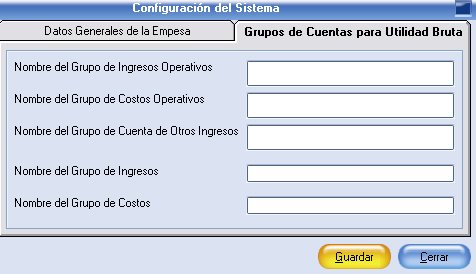 Configuración del Sistema
Datos Generales de la Empesa
Grupos de Cuentas para Utilidad Bruta
Nombre del Grupo de Ingresos Operativos
Nombre del Grupo de Costos Operativos
Nombre del Grupo de Cuenta de Otros Ingresos
Nombre del Grupo de Ingresos
Nombre del Grupo de Costos
Guardar
Cerrar